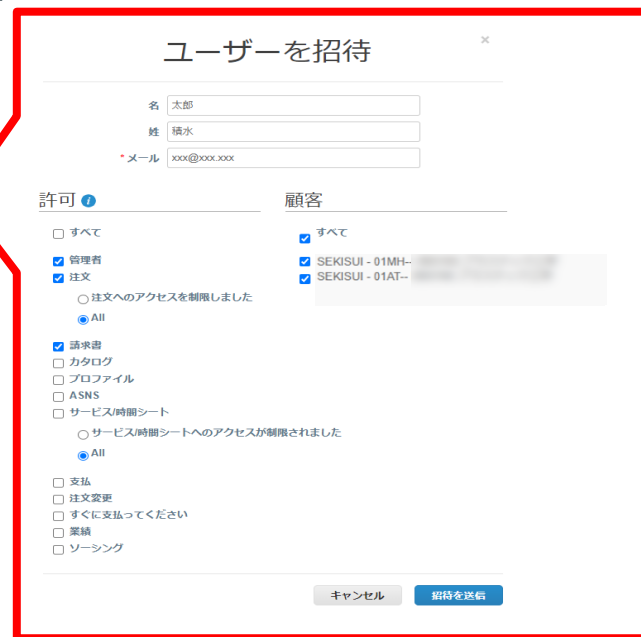 ユーザーを招待
×
名 太郎
姓 積水
*メール xxx@xxx.xxx
許可 i
すべて
管理者
注文
注文へのアクセスを制限しました
All
請求書
カタログ
プロファイル
ASNS
サービス/時間シート
サービス/時間シートへのアクセスが制限されました
All
支払
注文変更
すぐに支払ってください
業績
ソーシング
顧客
すべて
SEKISUI - 01MH--
SEKISUI - 01AT--
キャンセル
招待を送信